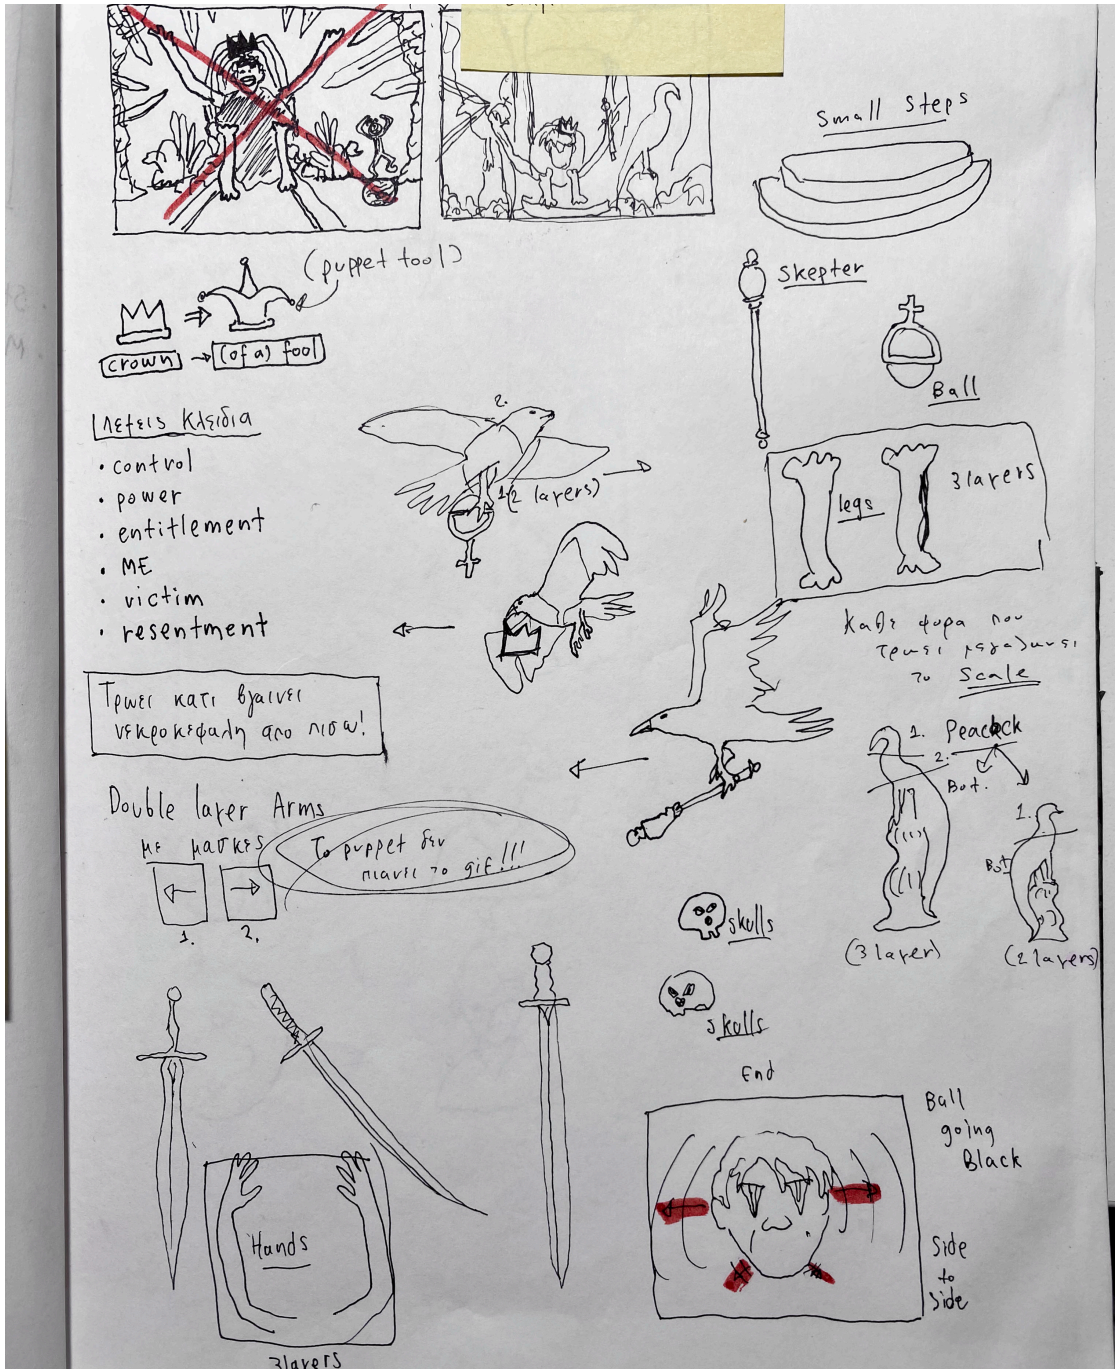 Small Steps
(puppet tool)
Skepter
crown → (of a) fool
Ball
Λεξεις κλειδια
• control
• power
• entitlement
• ME
• victim
• resentment
2.
1.
(2 layers)
legs
3 layers
καθε φορα που
τρωει μεγαλωνει
το Scale
Τρωει κατι βγαινει
νεκροκεφαλη απο πισω!
1. Peacock
2.
Bot.
1.
Bot
(3 layer)
(2 layers)
Double layer Arms
με μασκες
Το puppet δεν
πιανει το gif!!!
1.
2.
skulls
skulls
End
Ball
going
Black
Side
to
Side
Hands
3 layers